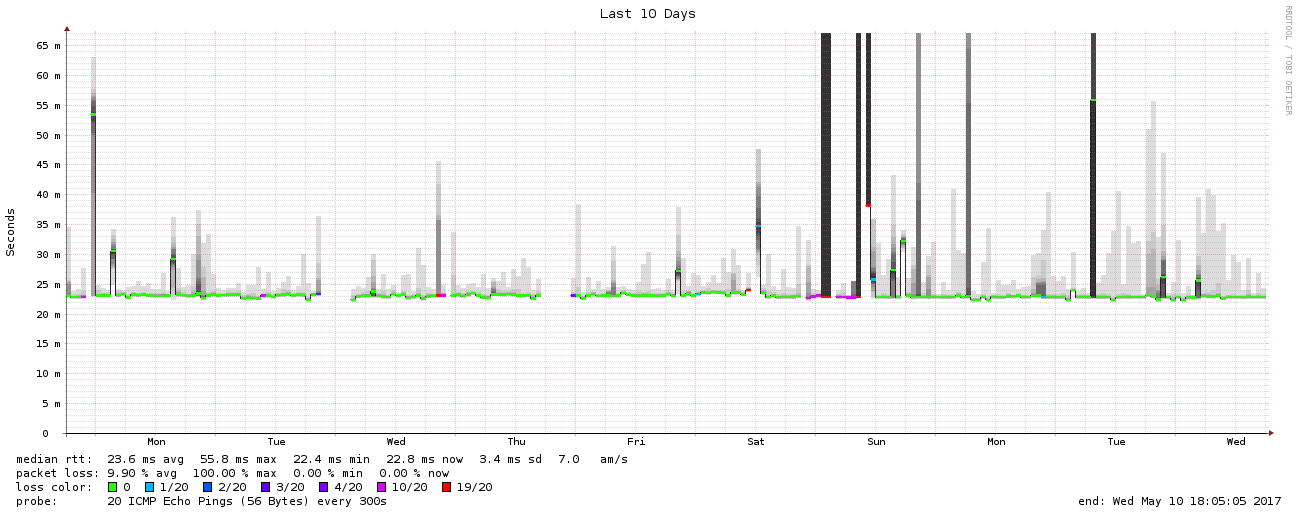 Last 10 Days
RRDTOOL / TOBI OETIKER
Seconds
65 m
60 m
55 m
50 m
45 m
40 m
35 m
30 m
25 m
20 m
15 m
10 m
5 m
0
Mon Tue Wed Thu Fri Sat Sun Mon Tue Wed
median rtt: 23.6 ms avg 55.8 ms max 22.4 ms min 22.8 ms now 3.4 ms sd 7.0 am/s
packet loss: 9.90 % avg 100.00 % max 0.00 % min 0.00 % now
loss color: 0 1/20 2/20 3/20 4/20 10/20 19/20
probe: 20 ICMP Echo Pings (56 Bytes) every 300s end: Wed May 10 18:05:05 2017